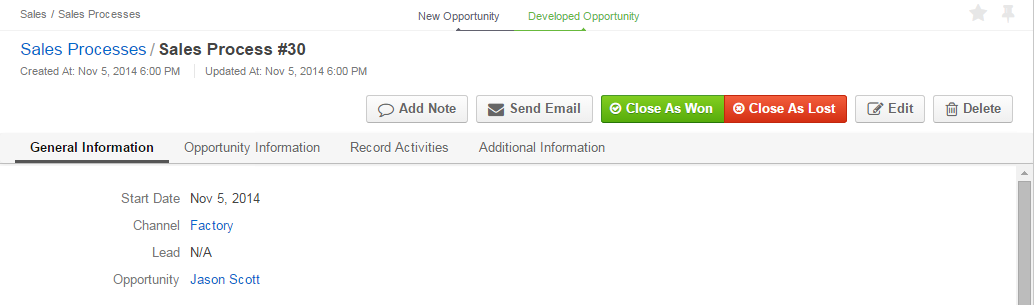 Sales / Sales Processes
New Opportunity Developed Opportunity
Sales Processes / Sales Process #30
Created At: Nov 5, 2014 6:00 PM Updated At: Nov 5, 2014 6:00 PM
Add Note Send Email Close As Won Close As Lost Edit Delete
General Information Opportunity Information Record Activities Additional Information
Start Date Nov 5, 2014
Channel Factory
Lead N/A
Opportunity Jason Scott